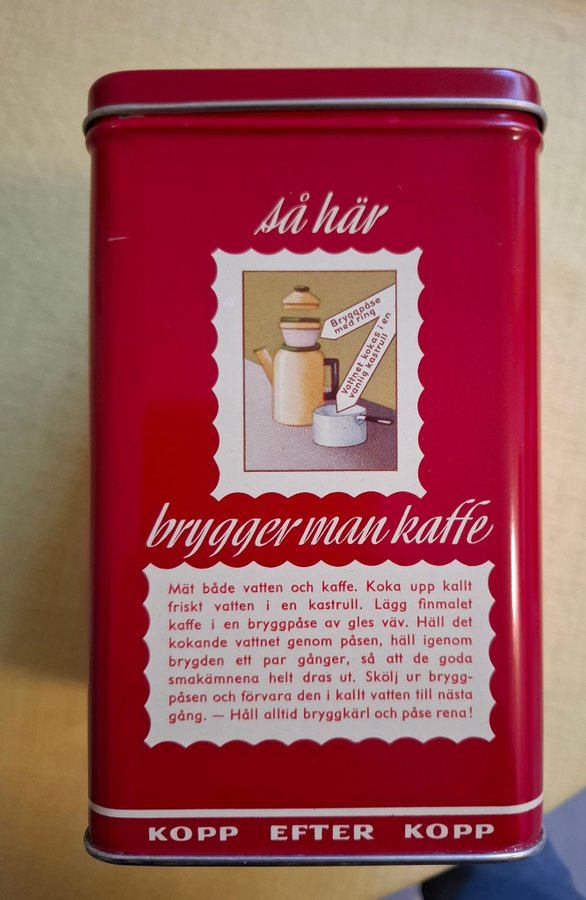 så här
Bryggpåse
med ring
Vattnet kokas i en
vanlig kastrull
brygger man kaffe
Mät både vatten och kaffe. Koka upp kallt
friskt vatten i en kastrull. Lägg finmalet
kaffe i en bryggpåse av gles väv. Häll det
kokande vattnet genom påsen, häll igenom
brygden ett par gånger, så att de goda
smakämnena helt dras ut. Skölj ur brygg-
påsen och förvara den i kallt vatten till nästa
gång. — Håll alltid bryggkärl och påse rena!
KOPP EFTER KOPP